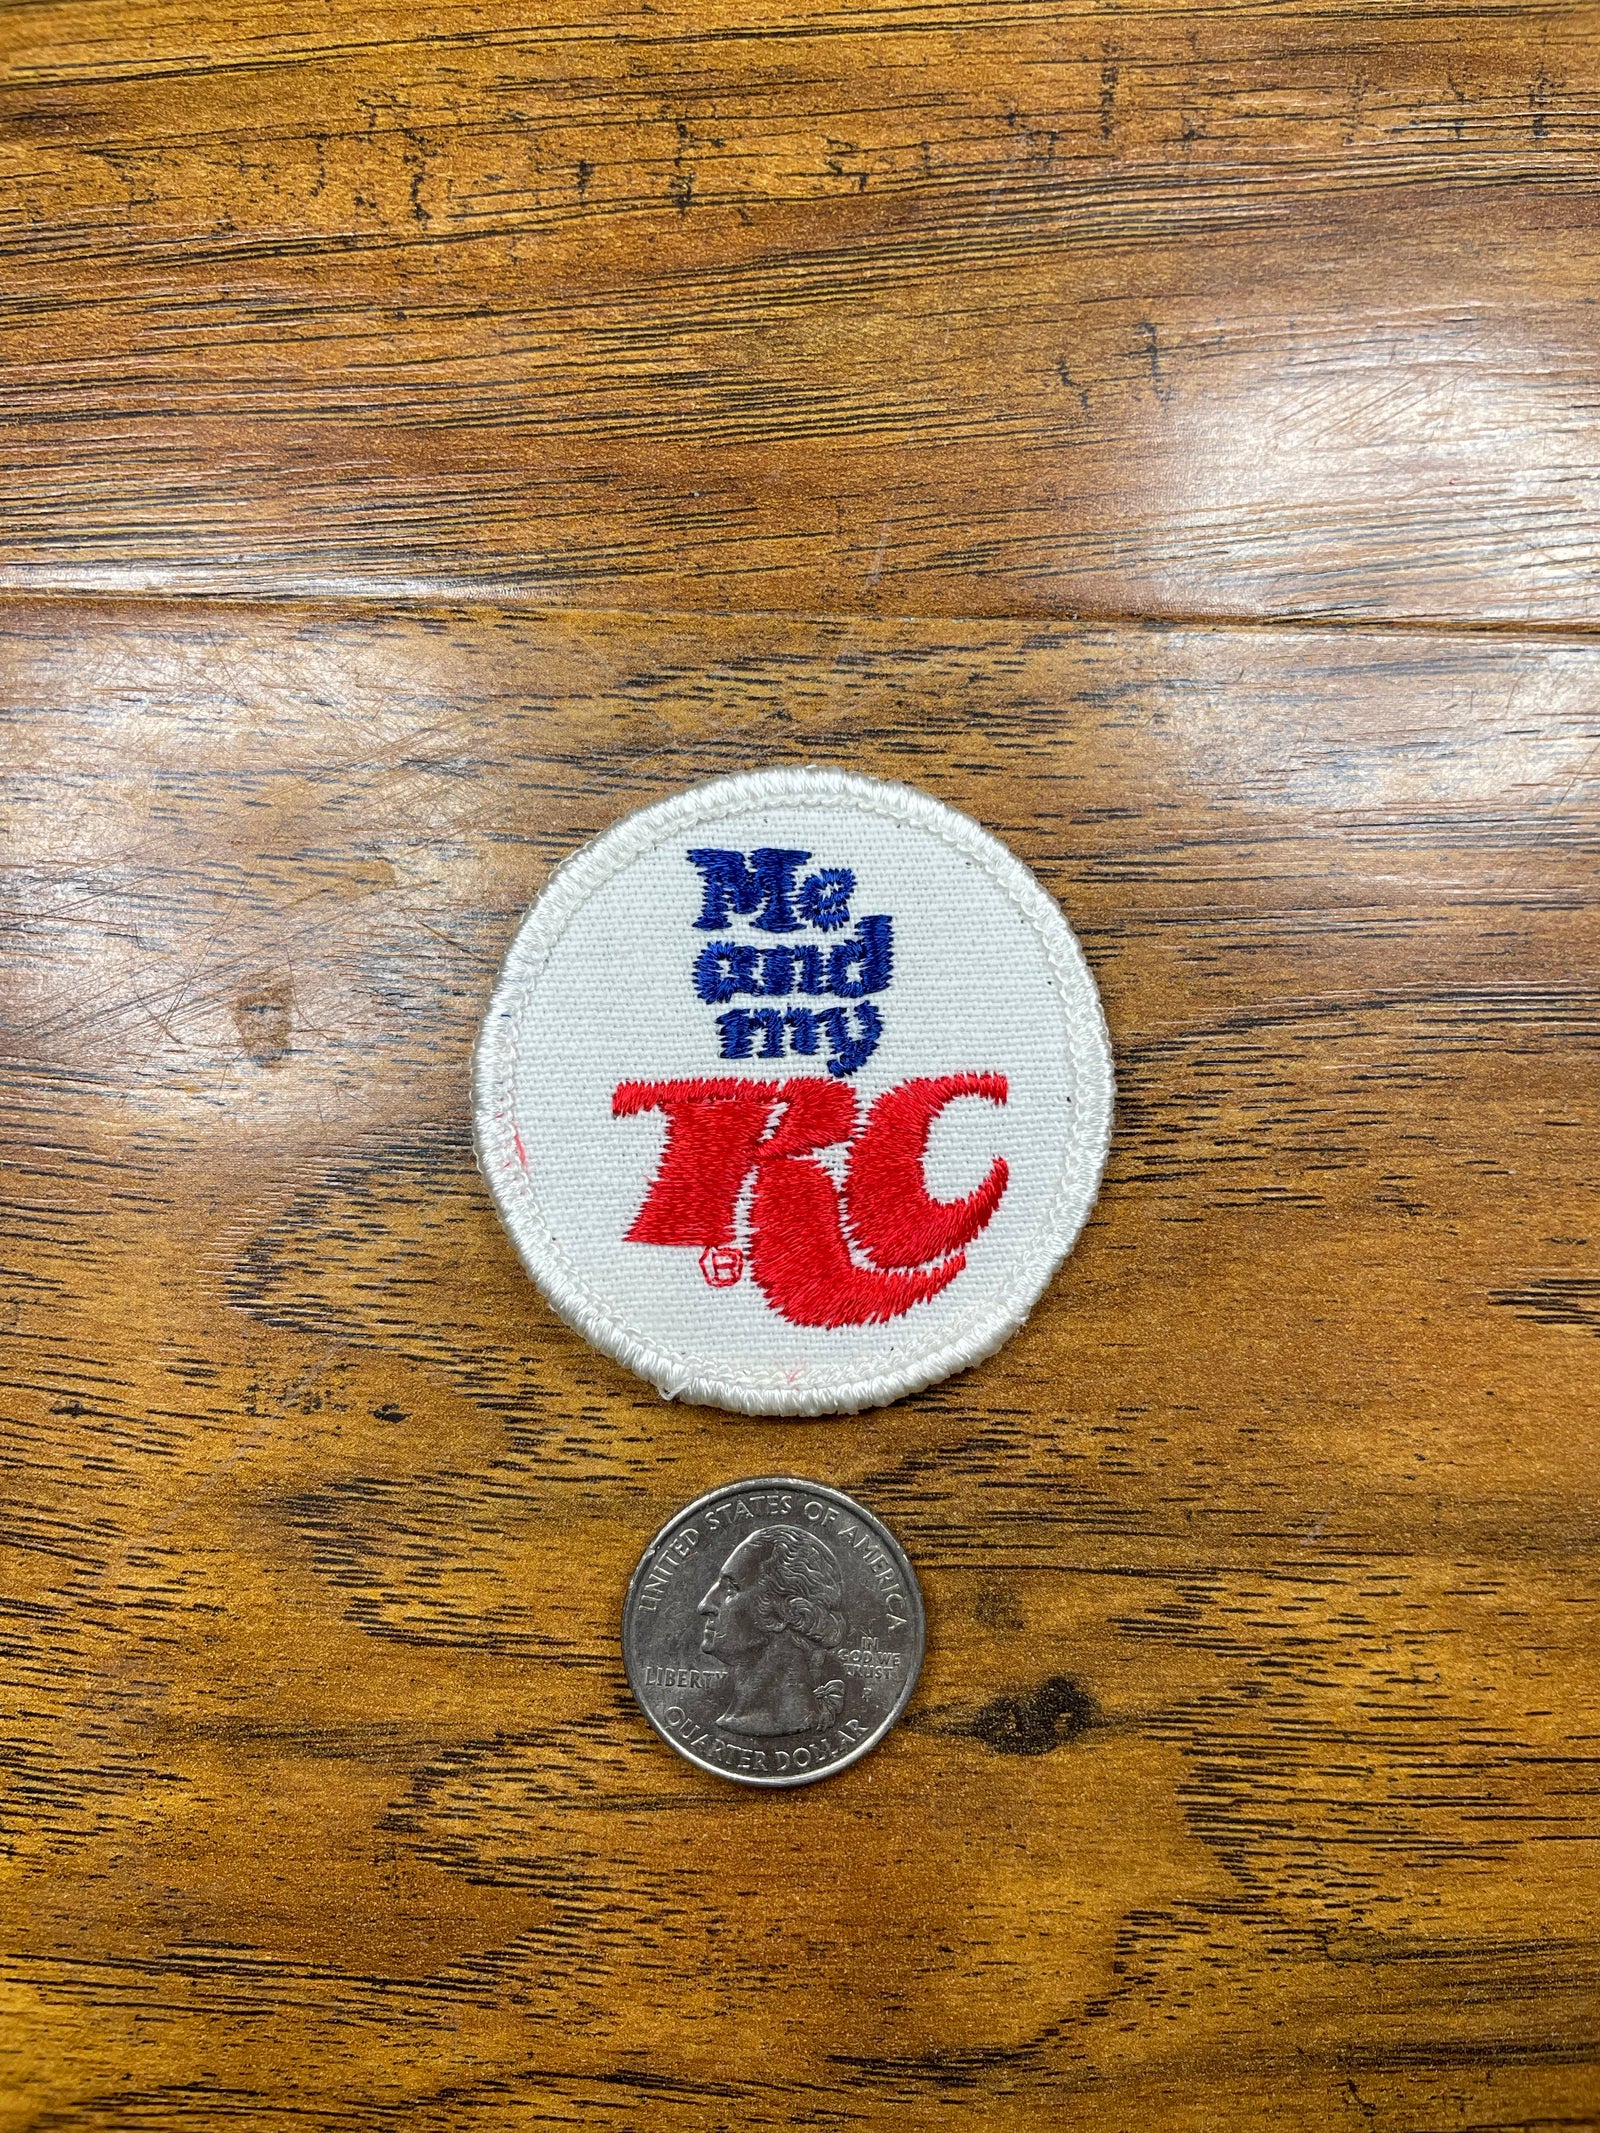 Me
and
my
RC
®
UNITED STATES OF AMERICA
LIBERTY
IN
GOD WE
TRUST
P
QUARTER DOLLAR